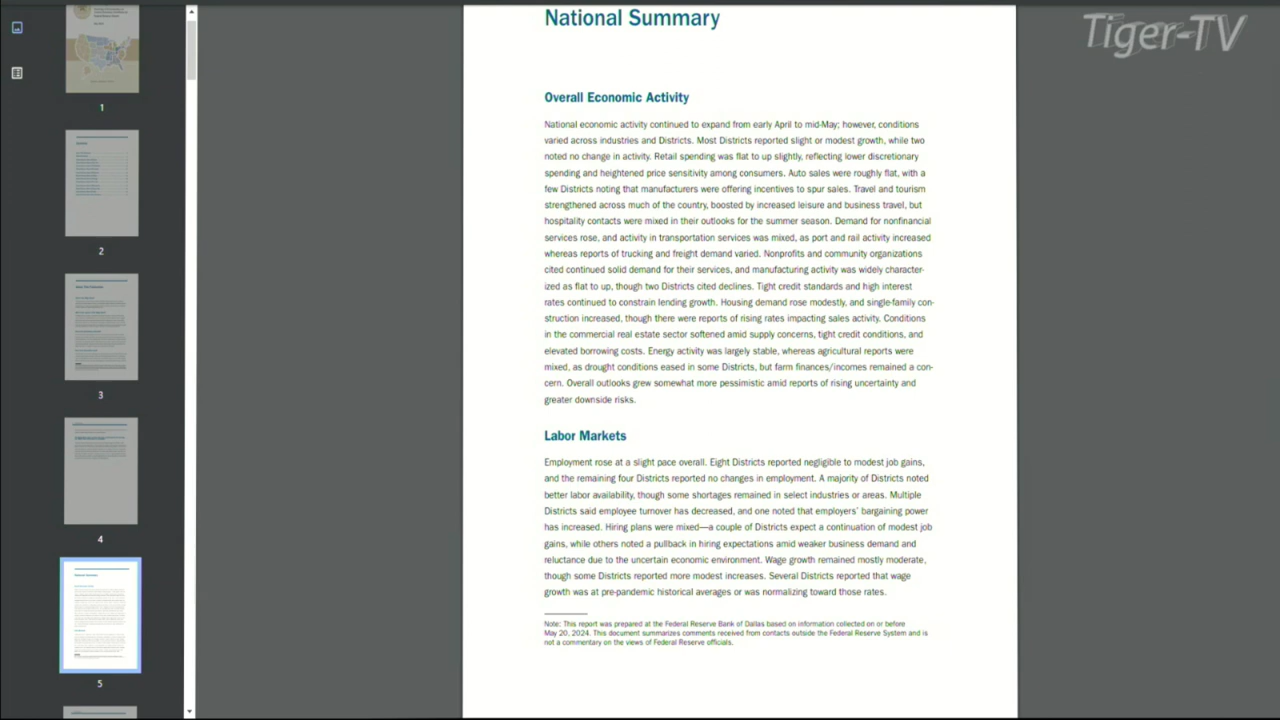 Tiger-TV
National Summary
Overall Economic Activity
National economic activity continued to expand from early April to mid-May; however, conditions
varied across industries and Districts. Most Districts reported slight or modest growth, while two
noted no change in activity. Retail spending was flat to up slightly, reflecting lower discretionary
spending and heightened price sensitivity among consumers. Auto sales were roughly flat, with a
few Districts noting that manufacturers were offering incentives to spur sales. Travel and tourism
strengthened across much of the country, boosted by increased leisure and business travel, but
hospitality contacts were mixed in their outlooks for the summer season. Demand for nonfinancial
services rose, and activity in transportation services was mixed, as port and rail activity increased
whereas reports of trucking and freight demand varied. Nonprofits and community organizations
cited continued solid demand for their services, and manufacturing activity was widely character-
ized as flat to up, though two Districts cited declines. Tight credit standards and high interest
rates continued to constrain lending growth. Housing demand rose modestly, and single-family con-
struction increased, though there were reports of rising rates impacting sales activity. Conditions
in the commercial real estate sector softened amid supply concerns, tight credit conditions, and
elevated borrowing costs. Energy activity was largely stable, whereas agricultural reports were
mixed, as drought conditions eased in some Districts, but farm finances/incomes remained a con-
cern. Overall outlooks grew somewhat more pessimistic amid reports of rising uncertainty and
greater downside risks.
Labor Markets
Employment rose at a slight pace overall. Eight Districts reported negligible to modest job gains,
and the remaining four Districts reported no changes in employment. A majority of Districts noted
better labor availability, though some shortages remained in select industries or areas. Multiple
Districts said employee turnover has decreased, and one noted that employers' bargaining power
has increased. Hiring plans were mixed—a couple of Districts expect a continuation of modest job
gains, while others noted a pullback in hiring expectations amid weaker business demand and
reluctance due to the uncertain economic environment. Wage growth remained mostly moderate,
though some Districts reported more modest increases. Several Districts reported that wage
growth was at pre-pandemic historical averages or was normalizing toward those rates.
Note: This report was prepared at the Federal Reserve Bank of Dallas based on information collected on or before
May 20, 2024. This document summarizes comments received from contacts outside the Federal Reserve System and is
not a commentary on the views of Federal Reserve officials.
1
2
3
4
National Summary
5